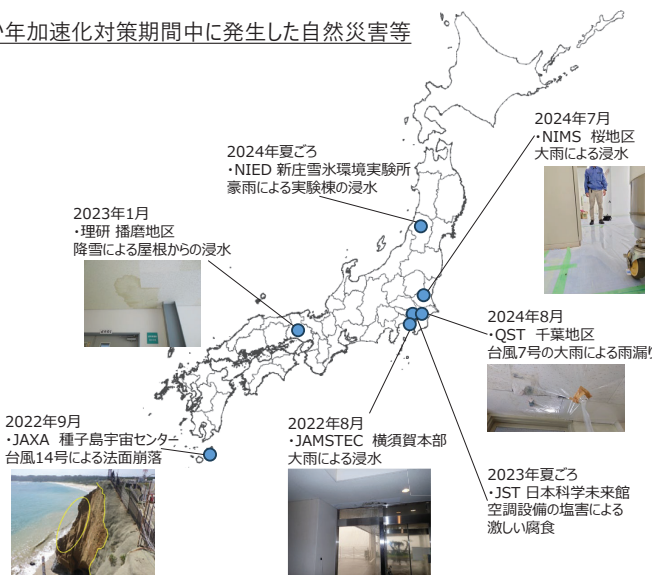 年加速化対策期間中に発生した自然災害等
2024年7月
・NIMS 桜地区
大雨による浸水
2024年夏ごろ
・NIED 新庄雪氷環境実験所
豪雨による実験棟の浸水
2023年1月
・理研 播磨地区
降雪による屋根からの浸水
2024年8月
・QST 千葉地区
台風7号の大雨による雨漏り
2022年9月
・JAXA 種子島宇宙センター
台風14号による法面崩落
2022年8月
・JAMSTEC 横須賀本部
大雨による浸水
2023年夏ごろ
・JST 日本科学未来館
空調設備の塩害による
激しい腐食